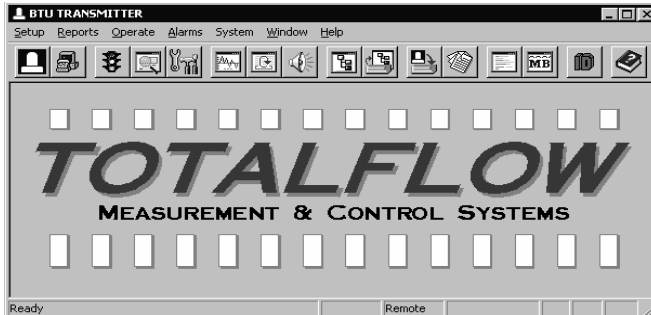 BTU TRANSMITTER
Setup Reports Operate Alarms System Window Help
MB
TOTALFLOW
MEASUREMENT & CONTROL SYSTEMS
Ready Remote